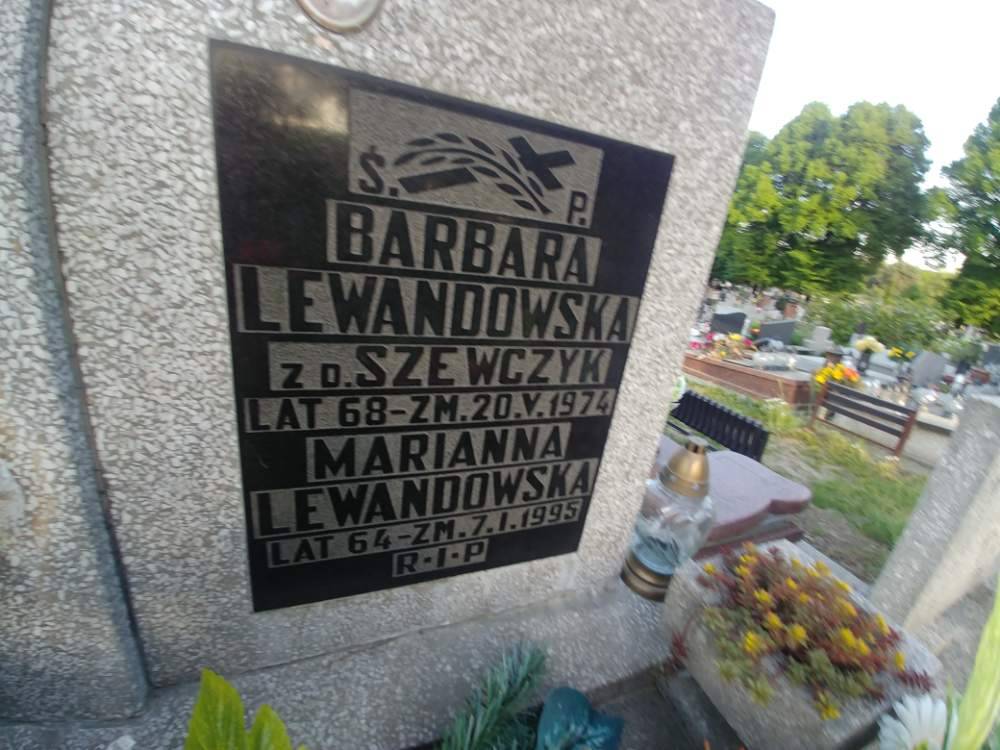 Ś. P.
BARBARA
LEWANDOWSKA
Z D. SZEWCZYK
LAT 68-ZM. 20.V.1974
MARIANNA
LEWANDOWSKA
LAT 64-ZM. 7.I.1995
R·I·P